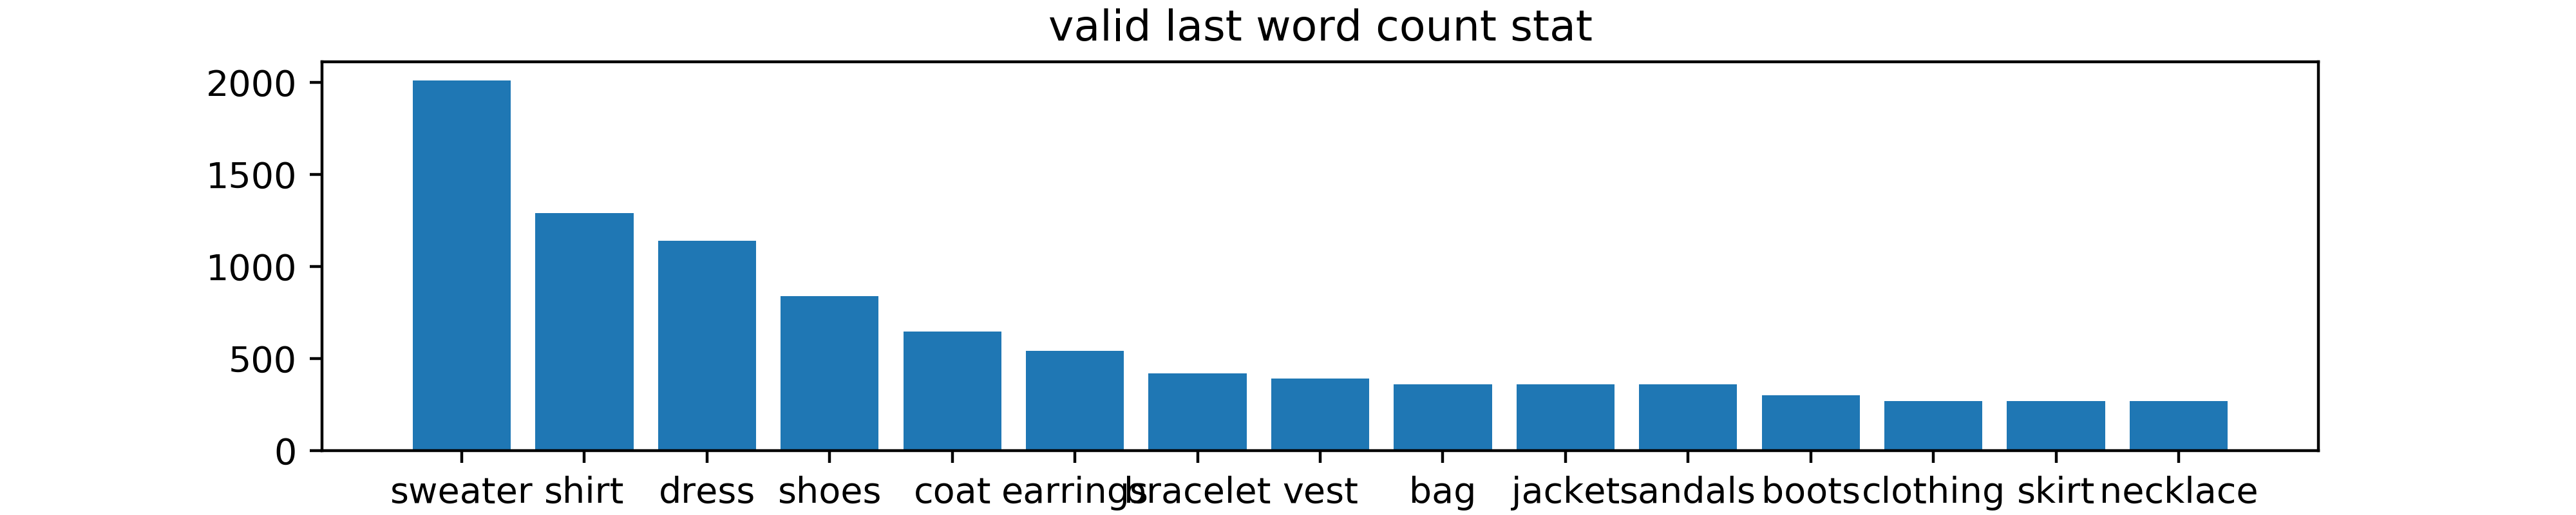 valid last word count stat
2000
1500
1000
500
0
sweater shirt dress shoes coat earrings bracelet vest bag jacket sandals boots clothing skirt necklace